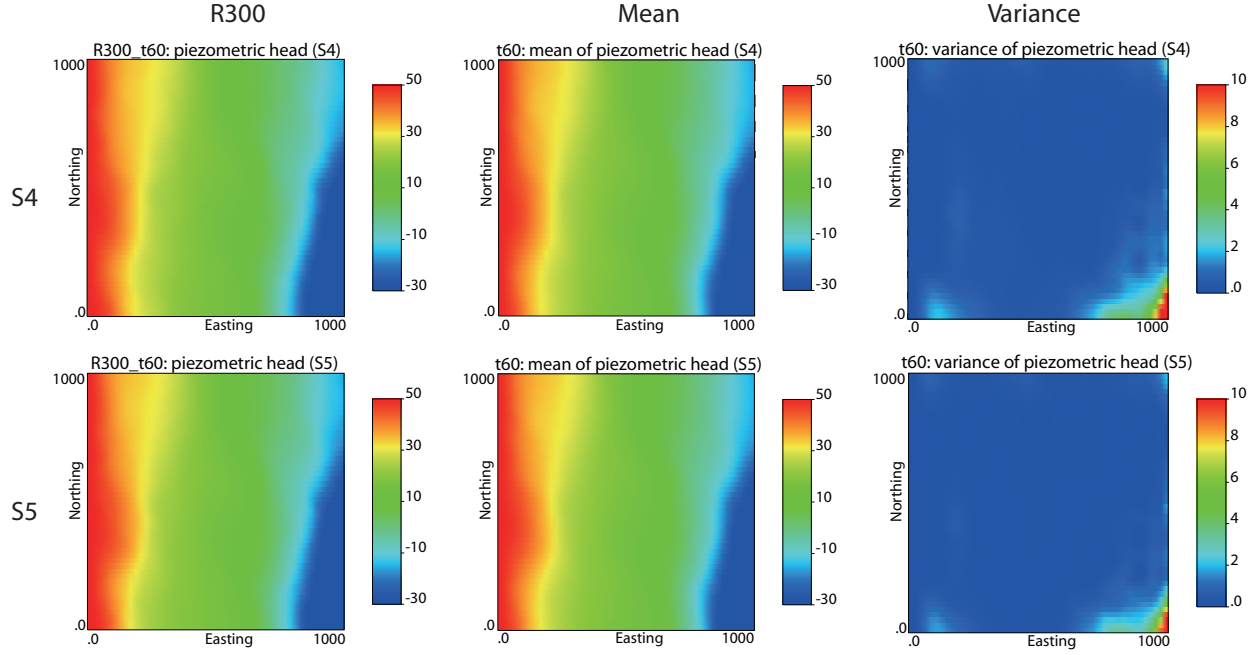 R300 Mean Variance
S4
R300_t60: piezometric head (S4)
1000
Northing
.0
.0 Easting 1000
50
30
10
-10
-30
t60: mean of piezometric head (S4)
1000
Northing
.0
.0 Easting 1000
50
30
10
-10
-30
t60: variance of piezometric head (S4)
1000
Northing
.0
.0 Easting 1000
10
8
6
4
.2
.0
S5
R300_t60: piezometric head (S5)
1000
Northing
.0
.0 Easting 1000
50
30
10
-10
-30
t60: mean of piezometric head (S5)
1000
Northing
.0
.0 Easting 1000
50
30
10
-10
-30
t60: variance of piezometric head (S5)
1000
Northing
.0
.0 Easting 1000
10
8
6
4
.2
.0